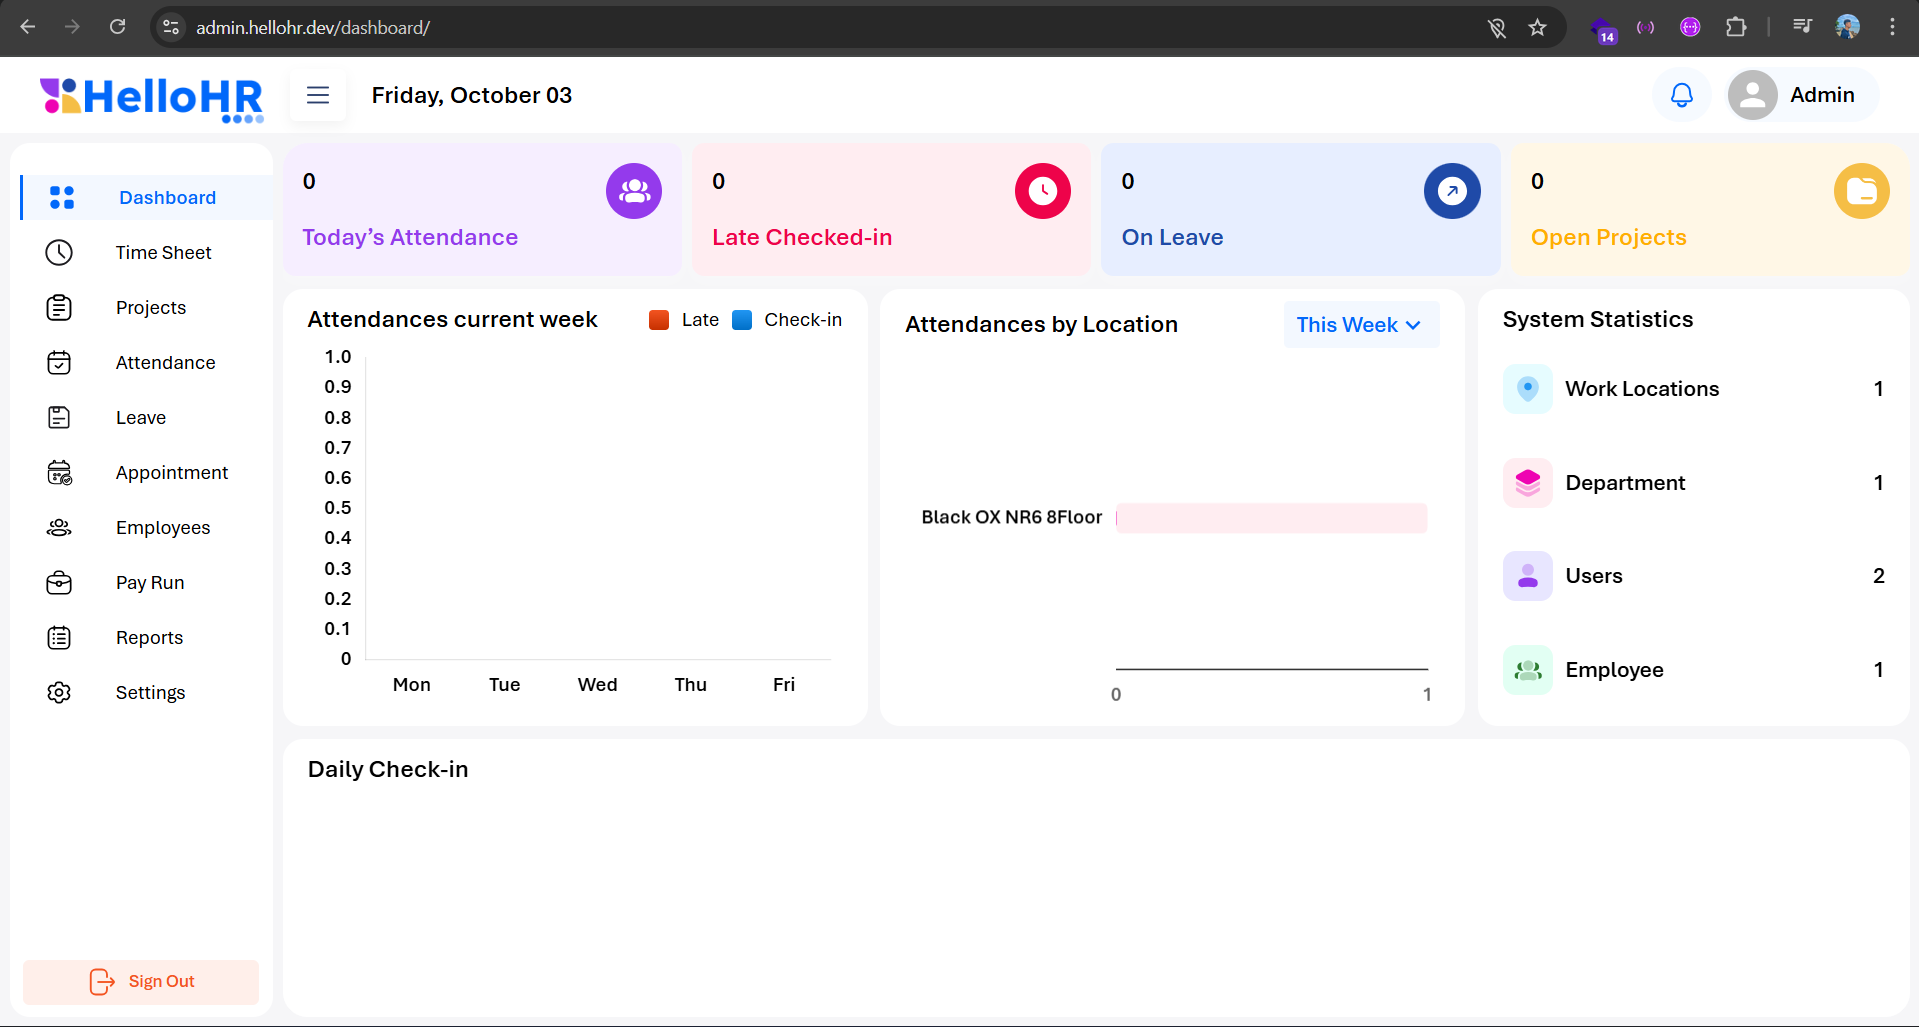 admin.hellohr.dev/dashboard/
14
HelloHR
Friday, October 03
Admin
Dashboard
Time Sheet
Projects
Attendance
Leave
Appointment
Employees
Pay Run
Reports
Settings
Sign Out
0
Today’s Attendance
0
Late Checked-in
0
On Leave
0
Open Projects
Attendances current week
Late
Check-in
1.0
0.9
0.8
0.7
0.6
0.5
0.4
0.3
0.2
0.1
0
Mon Tue Wed Thu Fri
Attendances by Location
This Week
Black OX NR6 8Floor
0 1
System Statistics
Work Locations 1
Department 1
Users 2
Employee 1
Daily Check-in